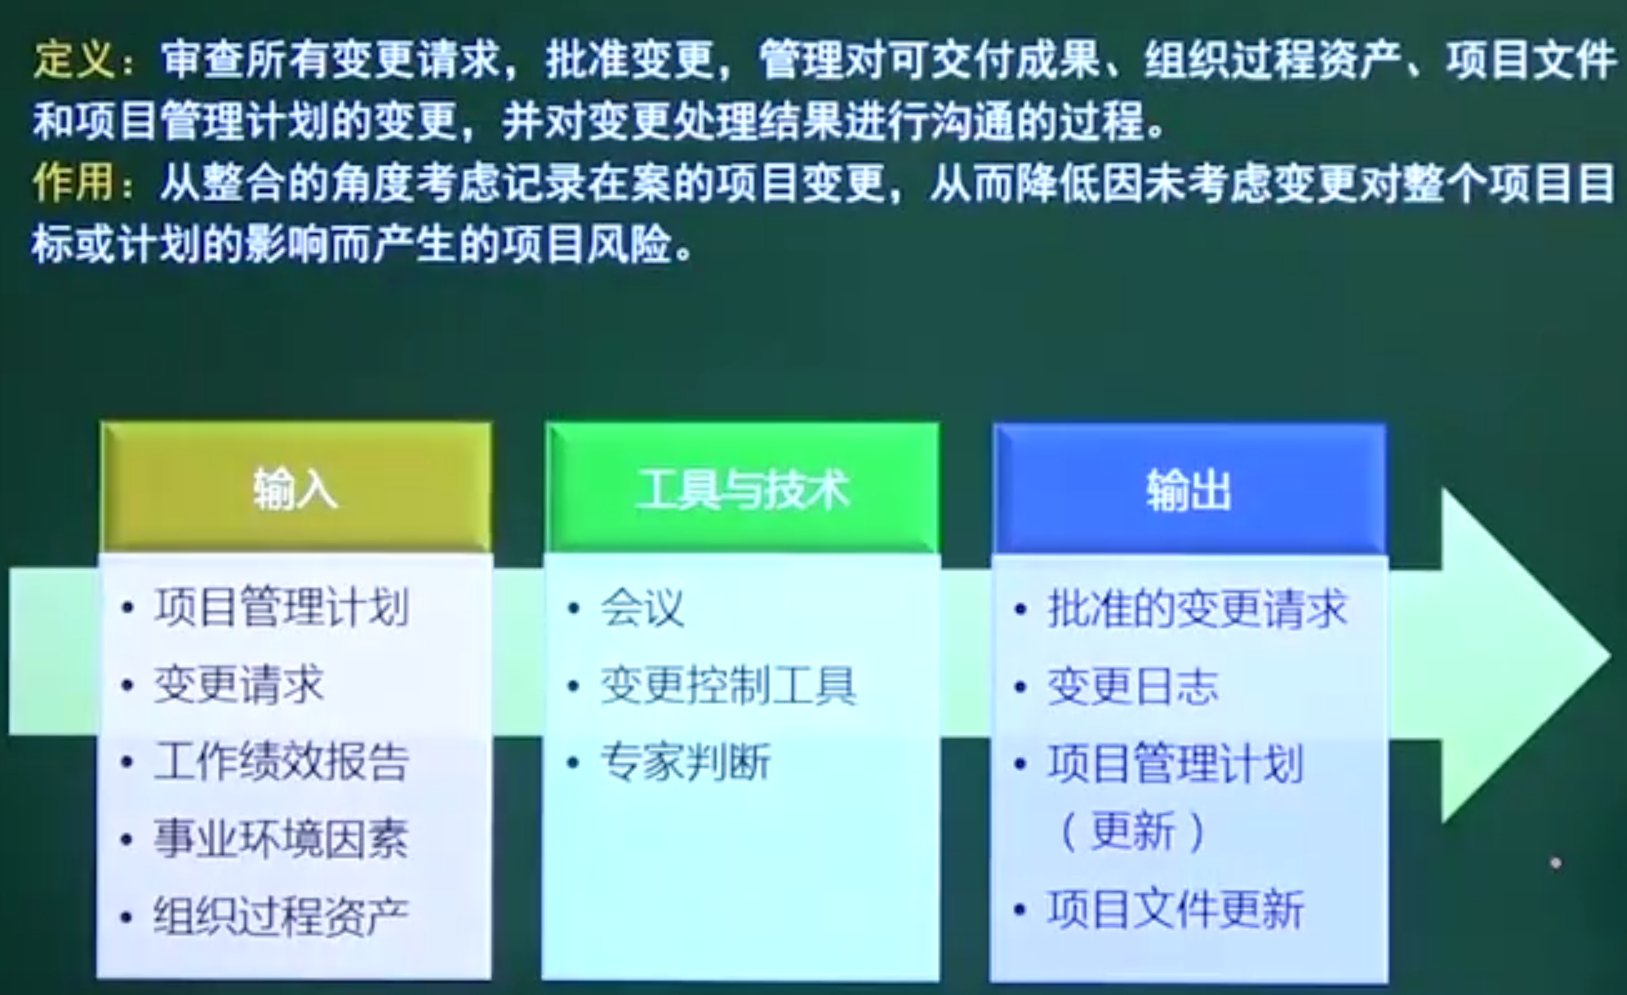 定义：审查所有变更请求，批准变更，管理对可交付成果、组织过程资产、项目文件
和项目管理计划的变更，并对变更处理结果进行沟通的过程。
作用：从整合的角度考虑记录在案的项目变更，从而降低因未考虑变更对整个项目目
标或计划的影响而产生的项目风险。
输入
• 项目管理计划
• 变更请求
• 工作绩效报告
• 事业环境因素
• 组织过程资产
工具与技术
• 会议
• 变更控制工具
• 专家判断
输出
• 批准的变更请求
• 变更日志
• 项目管理计划
（更新）
• 项目文件更新